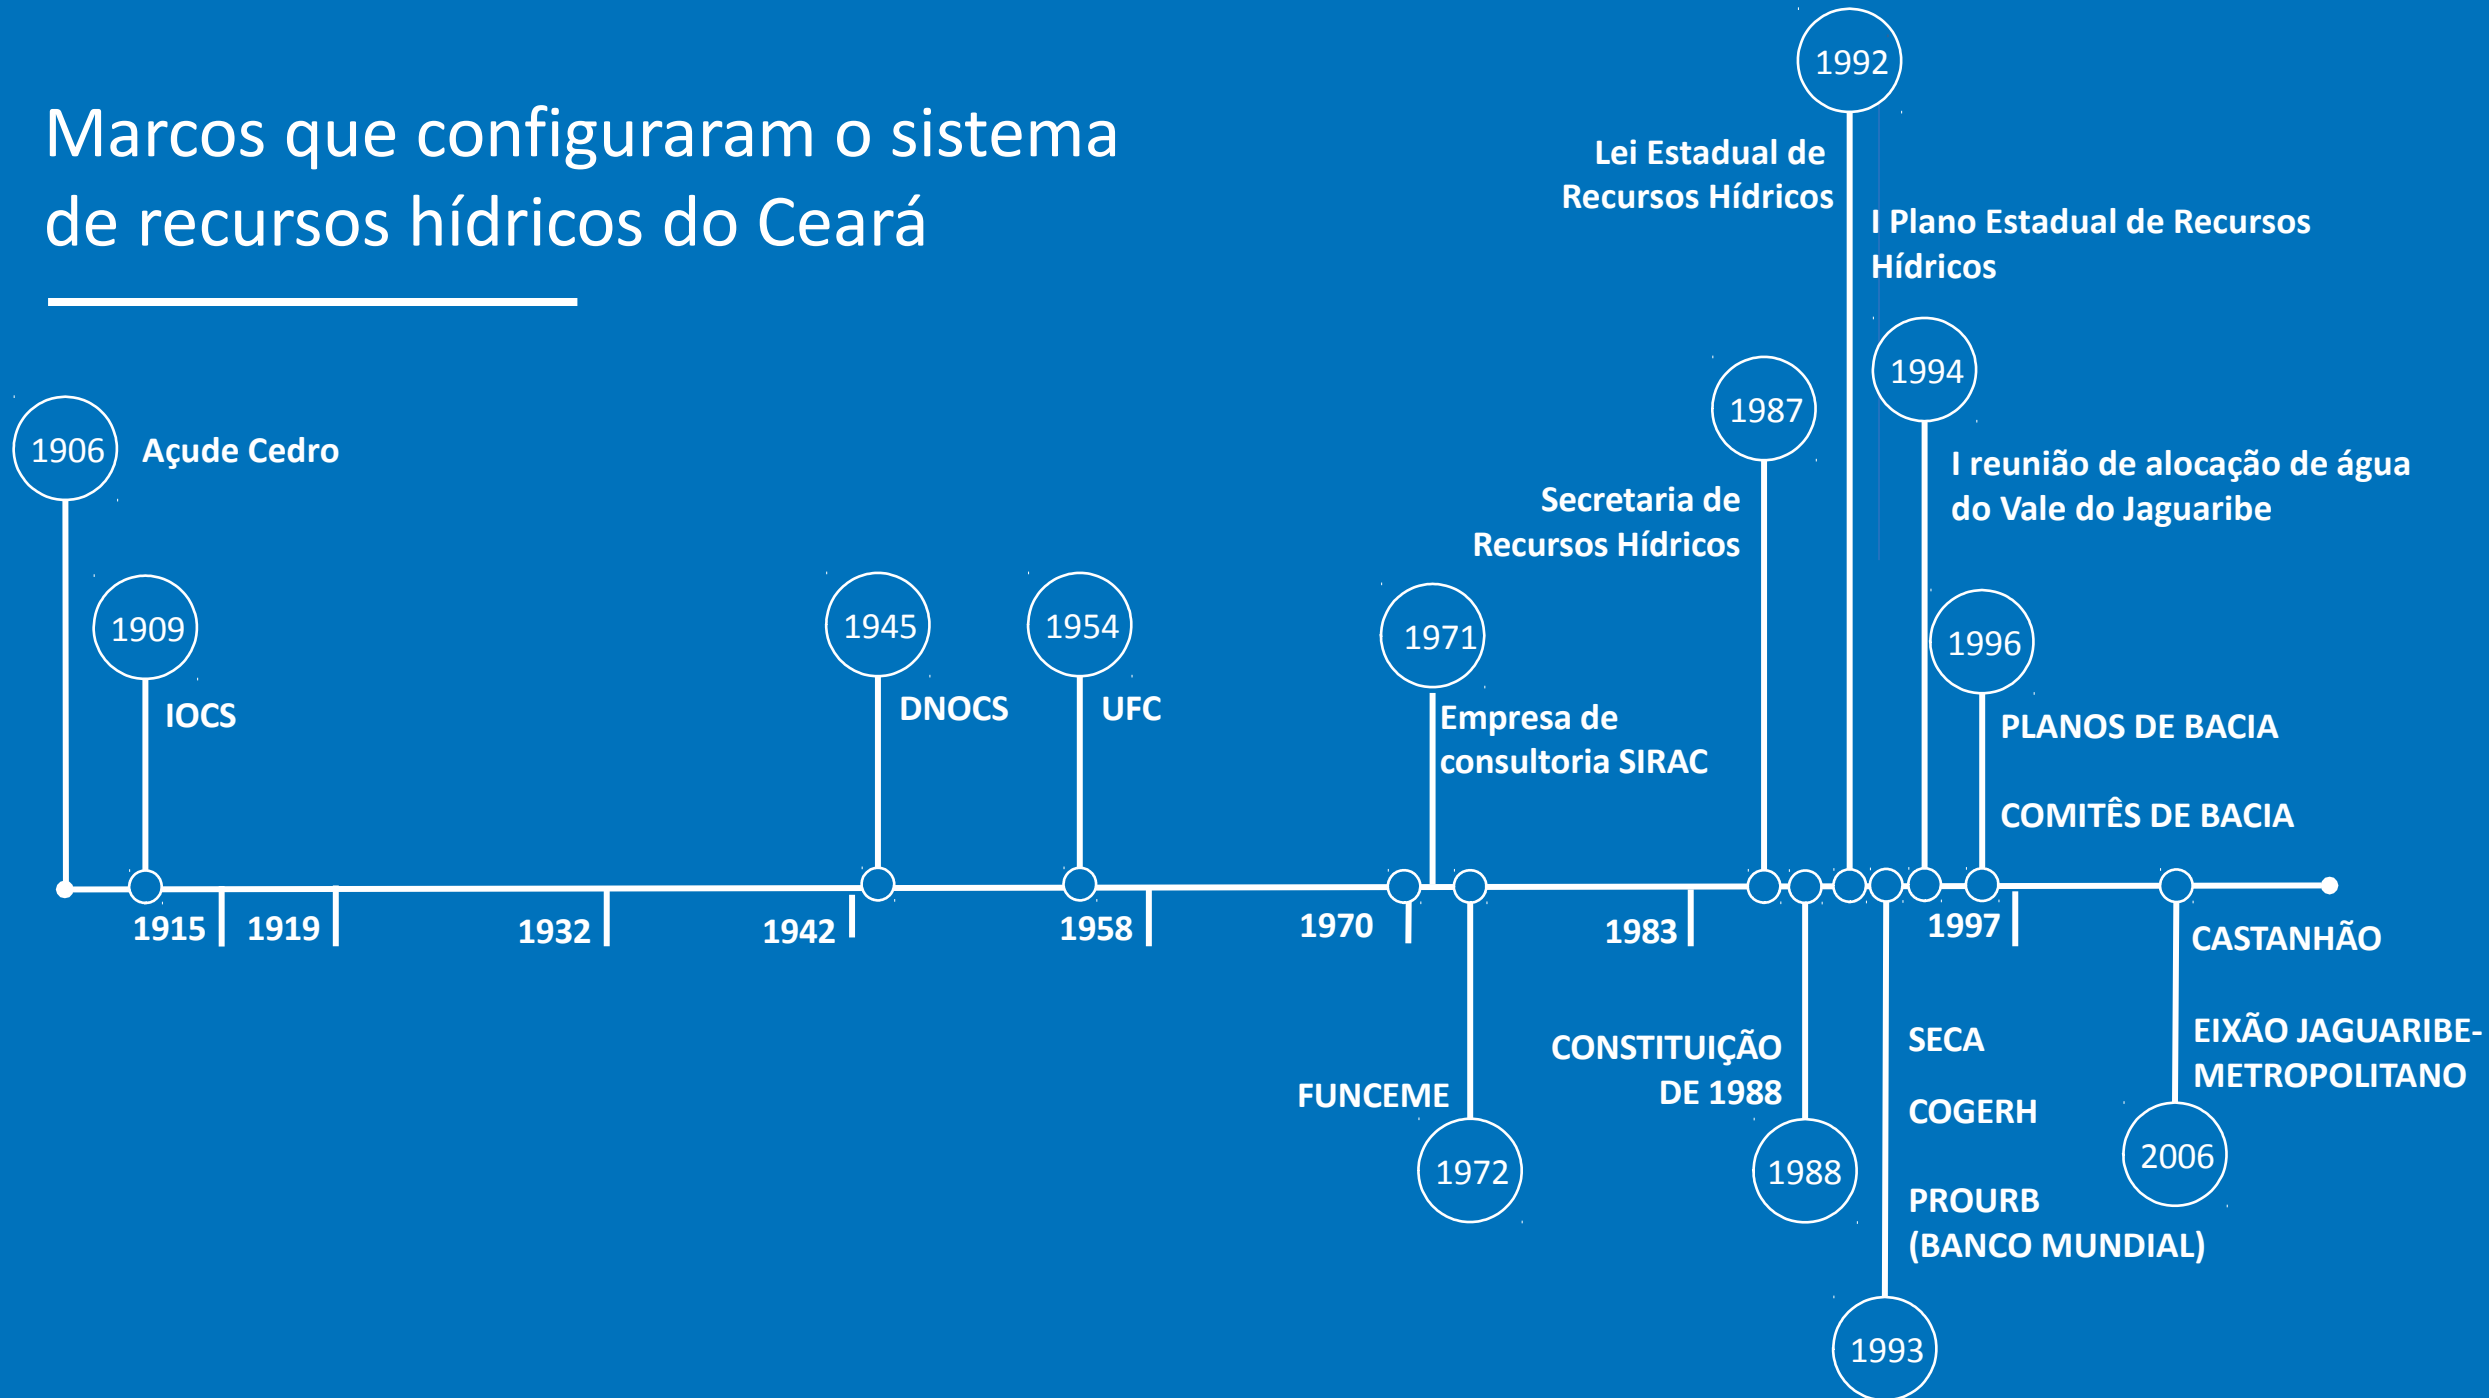 Marcos que configuraram o sistema
de recursos hídricos do Ceará
1906
Açude Cedro
1909
IOCS
1945
DNOCS
1954
UFC
1971
Empresa de
consultoria SIRAC
1987
Secretaria de
Recursos Hídricos
1992
Lei Estadual de
Recursos Hídricos
I Plano Estadual de Recursos
Hídricos
1994
I reunião de alocação de água
do Vale do Jaguaribe
1996
PLANOS DE BACIA
COMITÊS DE BACIA
1915
1919
1932
1942
1958
1970
1983
1997
FUNCEME
1972
CONSTITUIÇÃO
DE 1988
1988
SECA
COGERH
PROURB
(BANCO MUNDIAL)
1993
CASTANHÃO
EIXÃO JAGUARIBE-
METROPOLITANO
2006